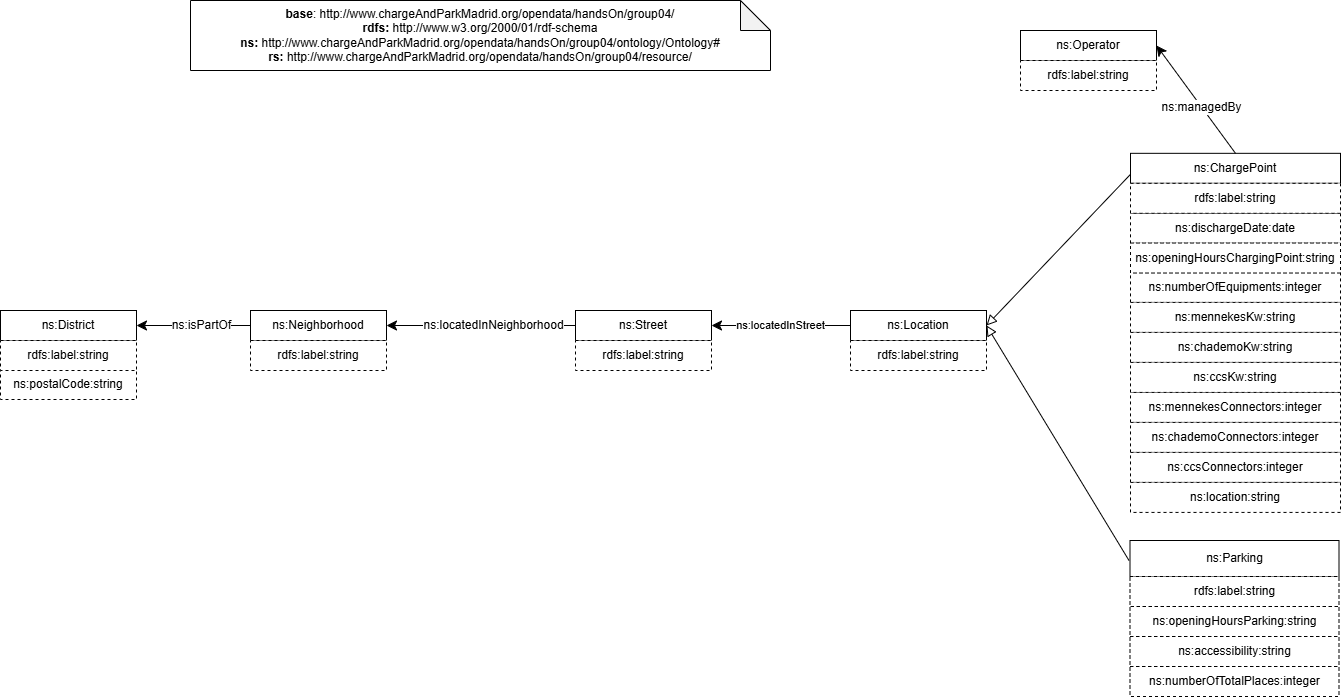 base: http://www.chargeAndParkMadrid.org/opendata/handsOn/group04/
rdfs: http://www.w3.org/2000/01/rdf-schema
ns: http://www.chargeAndParkMadrid.org/opendata/handsOn/group04/ontology/Ontology#
rs: http://www.chargeAndParkMadrid.org/opendata/handsOn/group04/resource/
ns:Operator
rdfs:label:string
ns:managedBy
ns:ChargePoint
rdfs:label:string
ns:dischargeDate:date
ns:openingHoursChargingPoint:string
ns:numberOfEquipments:integer
ns:mennekesKw:string
ns:chademoKw:string
ns:ccsKw:string
ns:mennekesConnectors:integer
ns:chademoConnectors:integer
ns:ccsConnectors:integer
ns:location:string
ns:District
rdfs:label:string
ns:postalCode:string
ns:isPartOf
ns:Neighborhood
rdfs:label:string
ns:locatedInNeighborhood
ns:Street
rdfs:label:string
ns:locatedInStreet
ns:Location
rdfs:label:string
ns:Parking
rdfs:label:string
ns:openingHoursParking:string
ns:accessibility:string
ns:numberOfTotalPlaces:integer